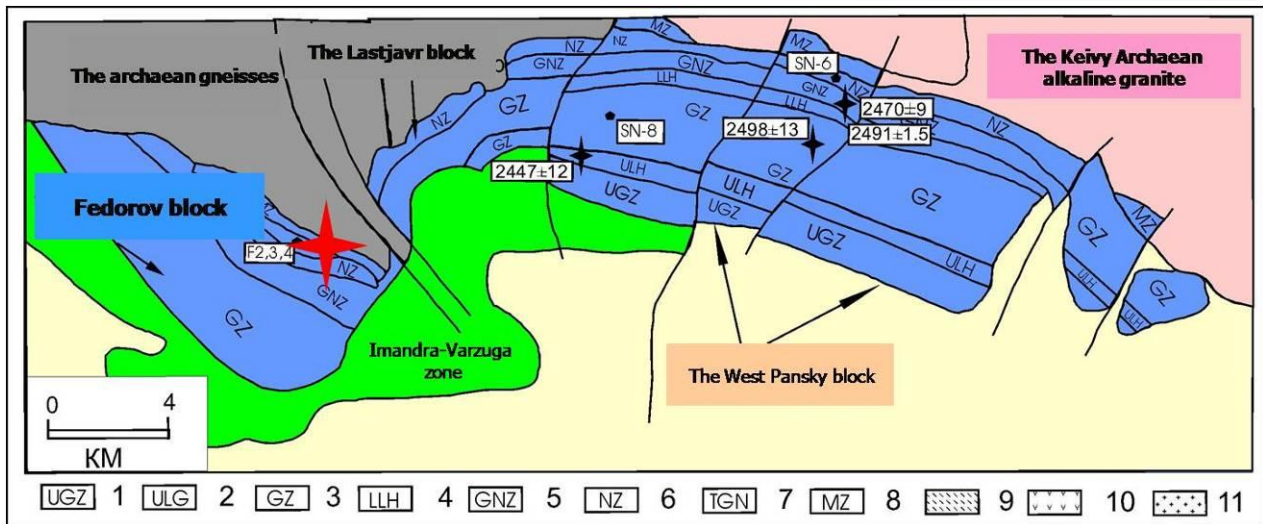 MZ
MZ
The Lastjavr block
NZ
NZ
The archaean gneisses
GNZ
GNZ
SN-6
The Keivy Archaean
alkaline granite
LLH
GNZ
NZ
2470±9
GZ
GZ
LLH
NZ
SN-8
2498±13
2491±1.5
NZ
GZ
2447±12
ULH
GZ
GZ
UGZ
ULH
UGZ
GZ
MZ
Fedorov block
F2,3,4
NZ
GNZ
GZ
UGZ
ULH
ULH
GZ
ULH
Imandra-Varzuga
zone
The West Pansky block
0 4
KM
UGZ 1 ULG 2 GZ 3 LLH 4 GNZ 5 NZ 6 TGN 7 MZ 8 9 10 11